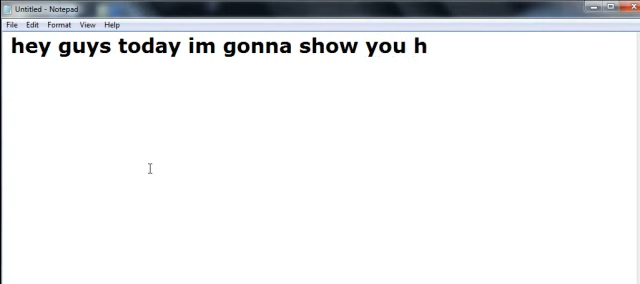 Untitled - Notepad
File Edit Format View Help
hey guys today im gonna show you h